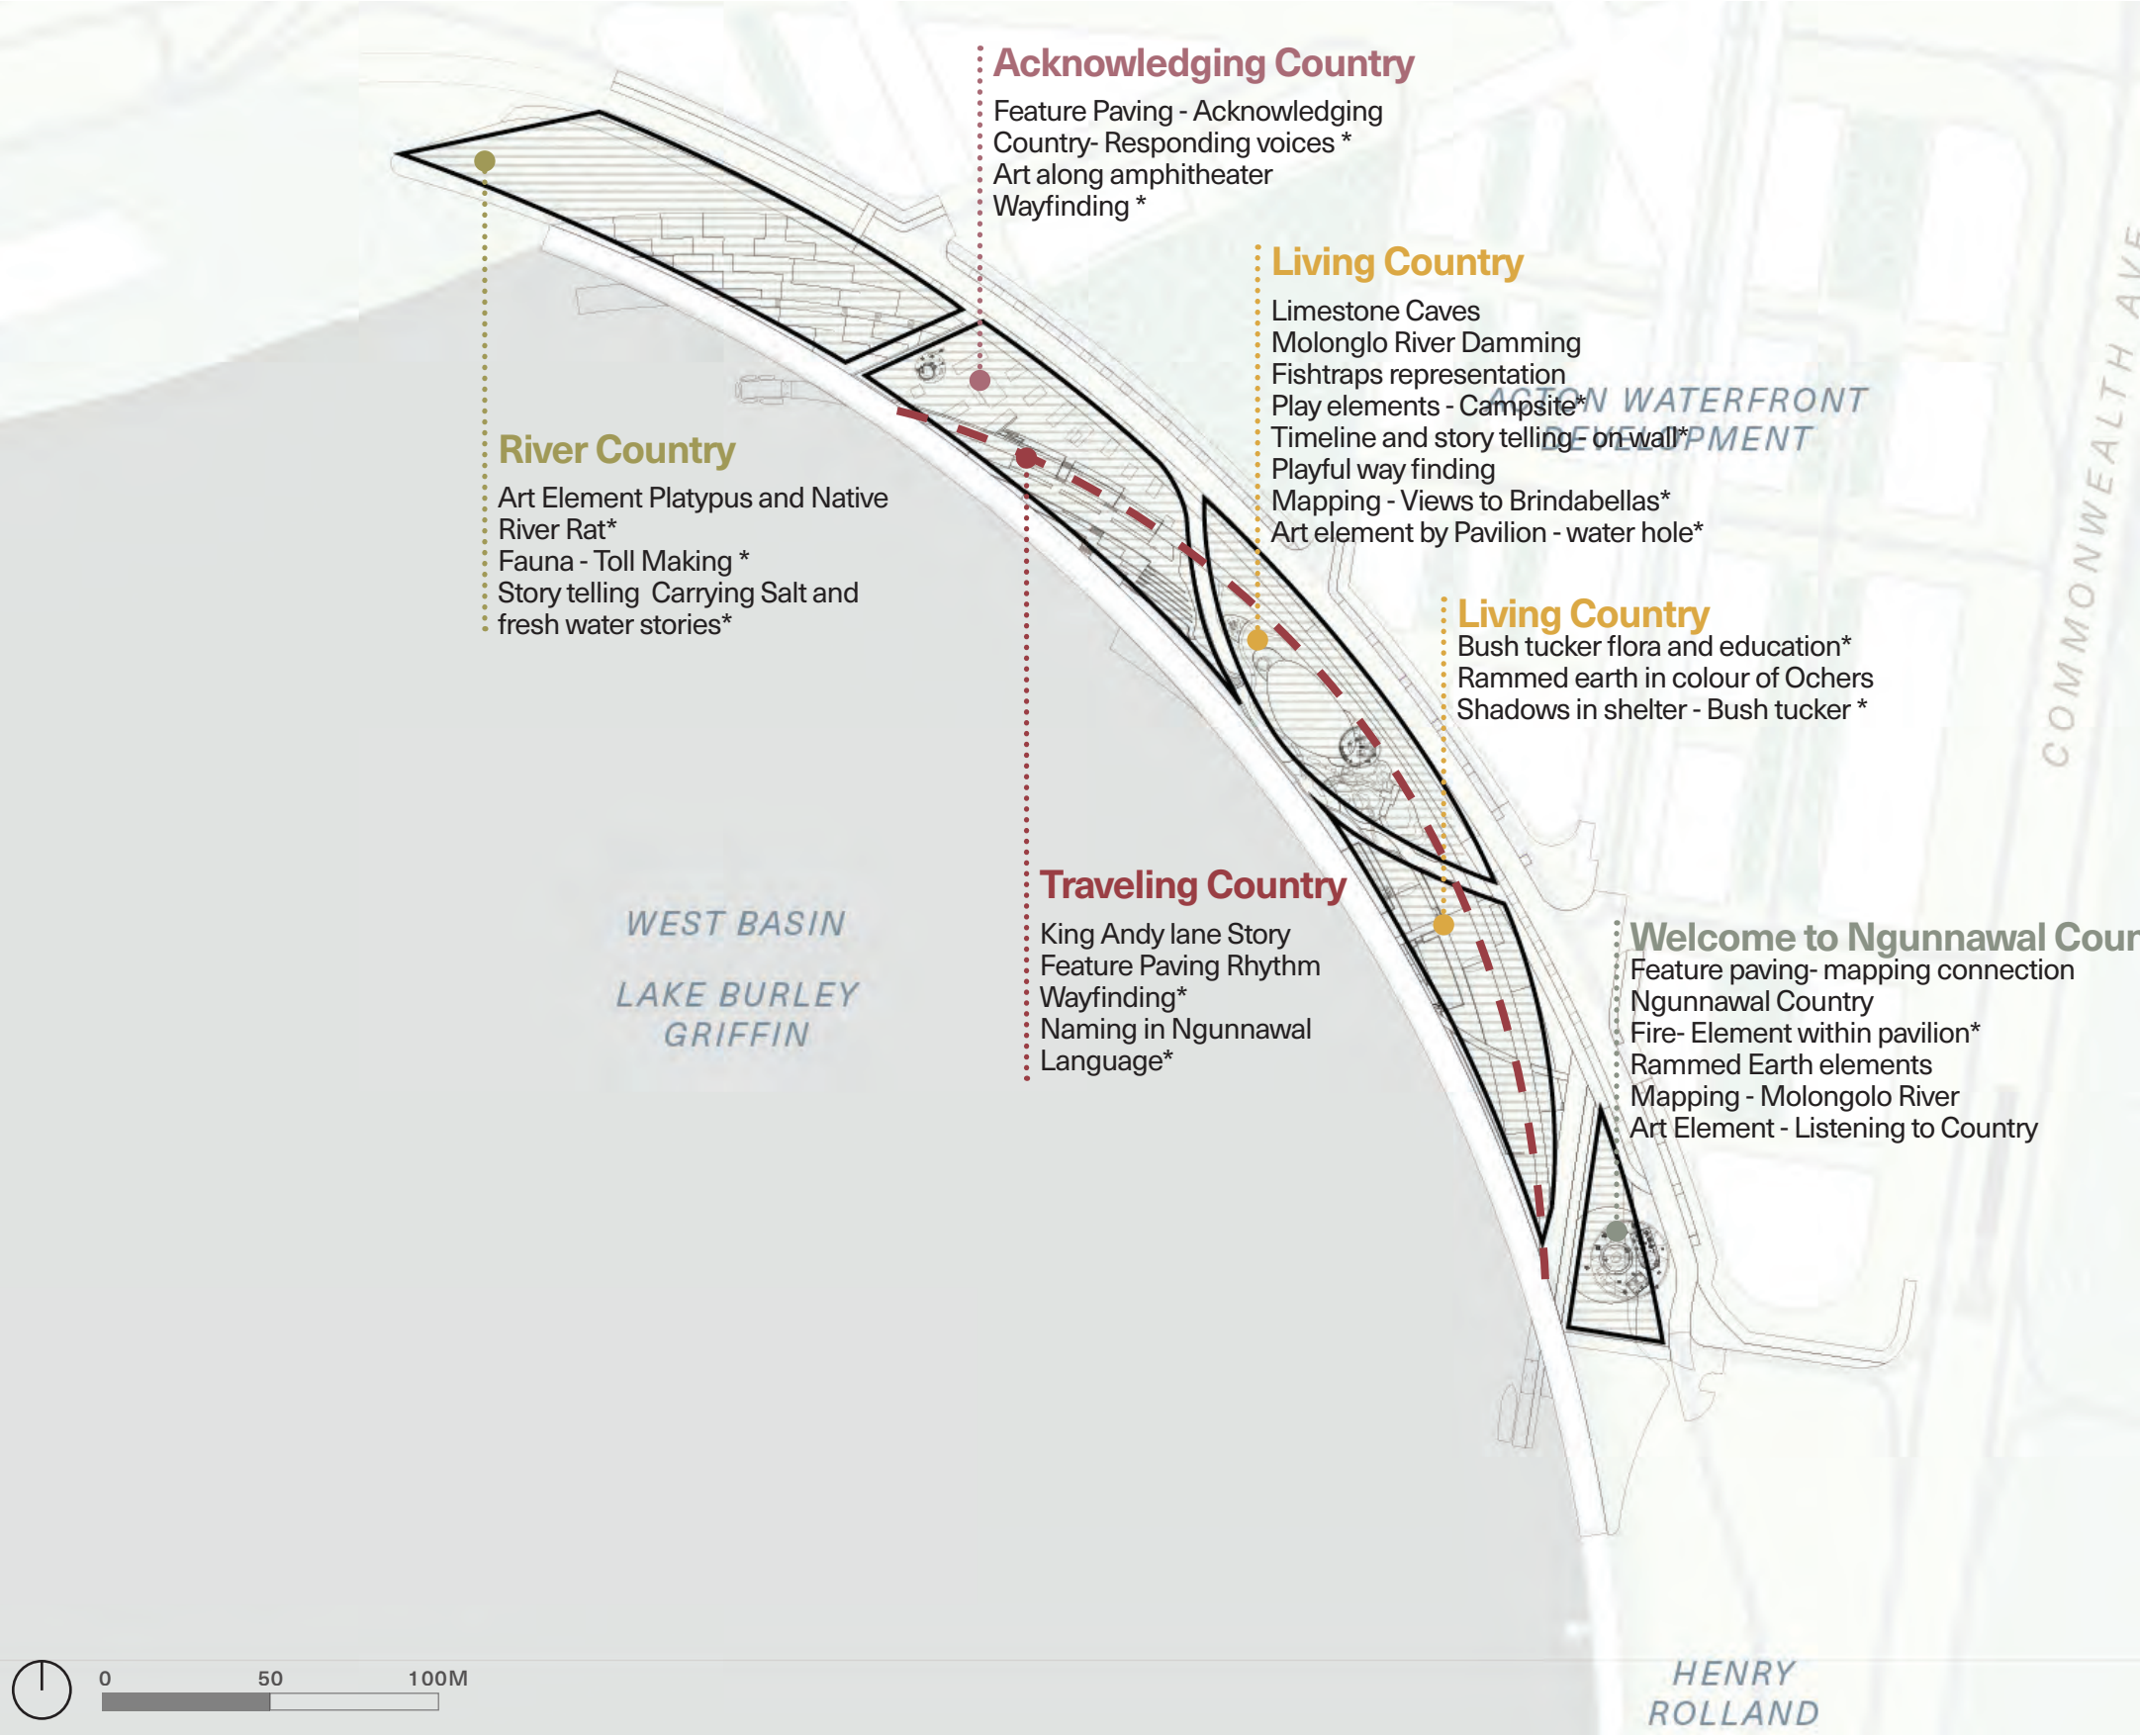 Acknowledging Country
Feature Paving - Acknowledging
Country- Responding voices *
Art along amphitheater
Wayfinding *
Living Country
Limestone Caves
Molonglo River Damming
Fishtraps representation
Play elements - Campsite*
Timeline and story telling - on wall*
Playful way finding
Mapping - Views to Brindabellas*
Art element by Pavilion - water hole*
ACTON WATERFRONT
DEVELOPMENT
COMMONWEALTH AVE
River Country
Art Element Platypus and Native
River Rat*
Fauna - Toll Making *
Story telling  Carrying Salt and
fresh water stories*
Living Country
Bush tucker flora and education*
Rammed earth in colour of Ochers
Shadows in shelter - Bush tucker *
Traveling Country
King Andy lane Story
Feature Paving Rhythm
Wayfinding*
Naming in Ngunnawal
Language*
WEST BASIN
LAKE BURLEY
GRIFFIN
Welcome to Ngunnawal Coun
Feature paving- mapping connection
Ngunnawal Country
Fire- Element within pavilion*
Rammed Earth elements
Mapping - Molongolo River
Art Element - Listening to Country
0 50 100M
HENRY
ROLLAND